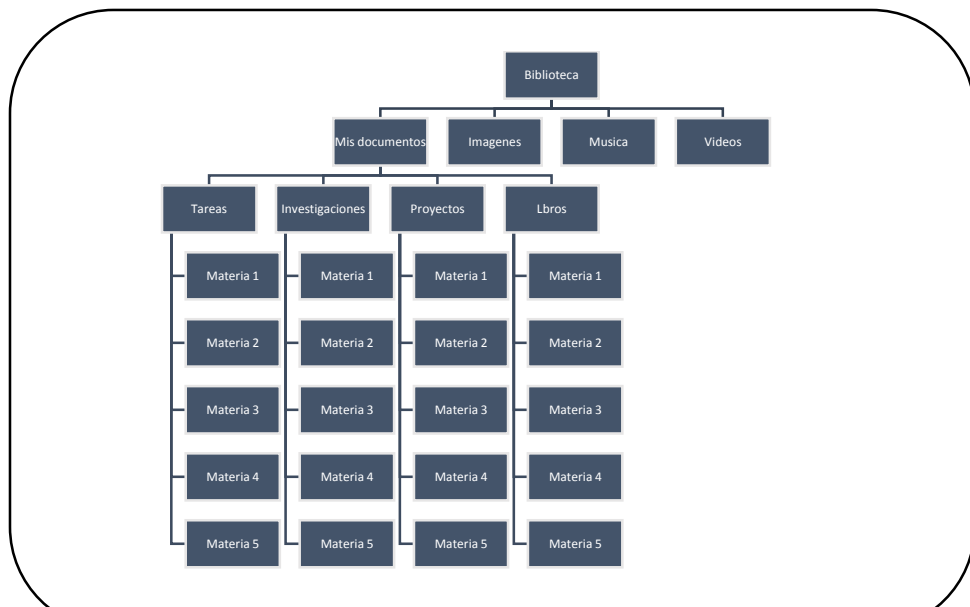 Biblioteca
Mis documentos
Imagenes
Musica
Videos
Tareas
Investigaciones
Proyectos
Lbros
Materia 1
Materia 1
Materia 1
Materia 1
Materia 2
Materia 2
Materia 2
Materia 2
Materia 3
Materia 3
Materia 3
Materia 3
Materia 4
Materia 4
Materia 4
Materia 4
Materia 5
Materia 5
Materia 5
Materia 5